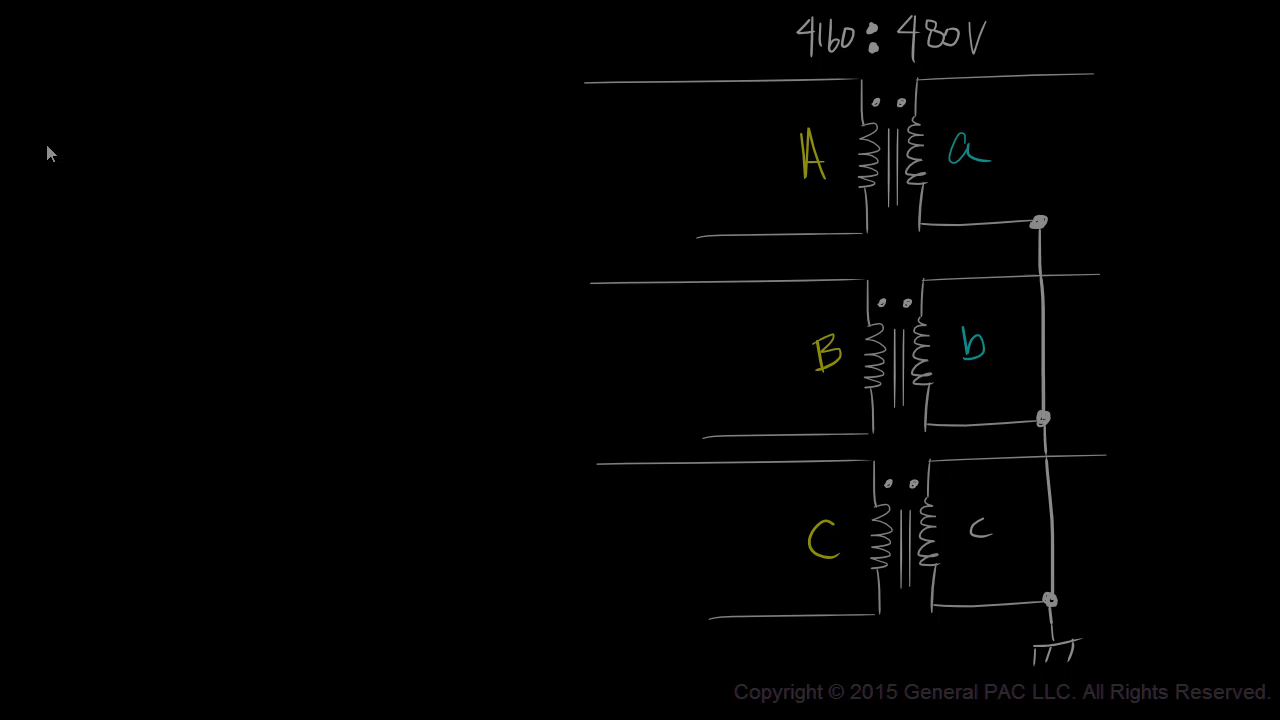 4160 : 480V
A a
B b
C c
Copyright © 2015 General PAC LLC. All Rights Reserved.